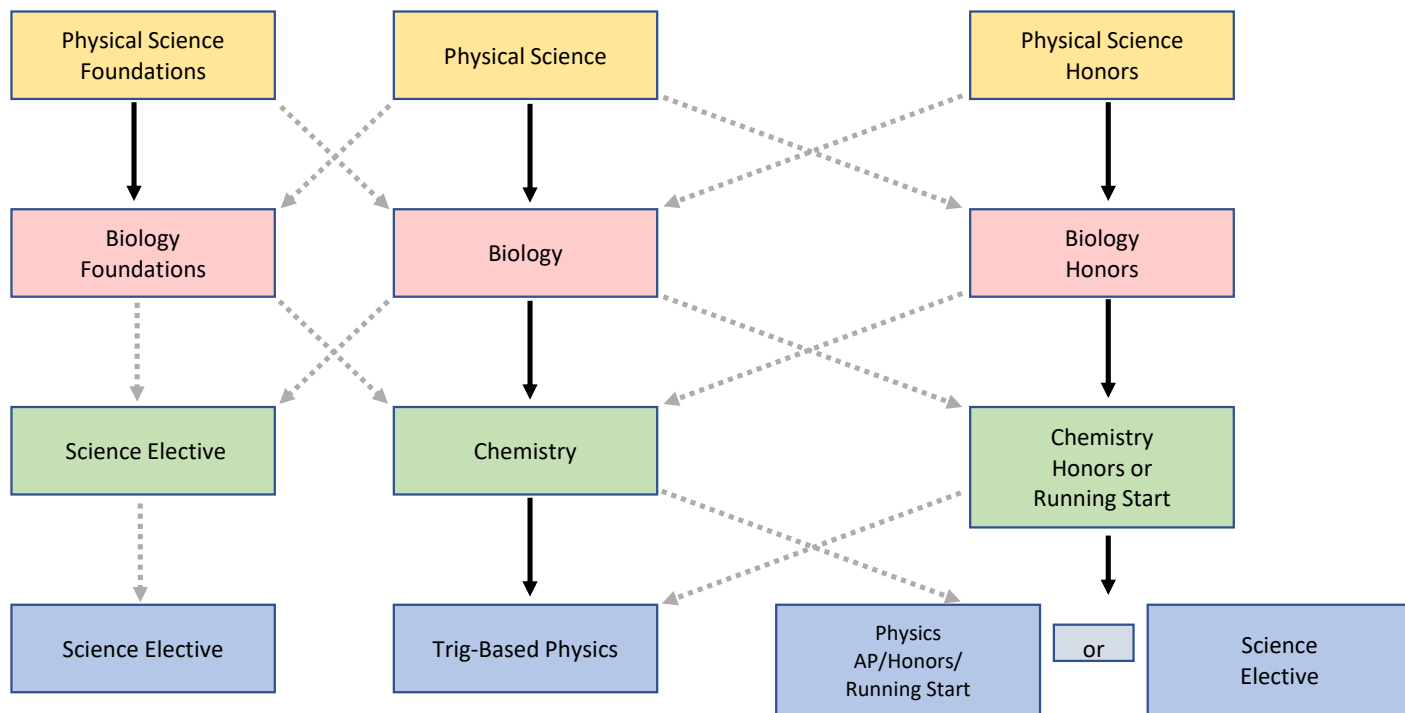 Physical Science
Foundations
Physical Science
Physical Science
Honors
Biology
Foundations
Biology
Biology
Honors
Science Elective
Chemistry
Chemistry
Honors or
Running Start
Science Elective
Trig-Based Physics
Physics
AP/Honors/
Running Start
or
Science
Elective